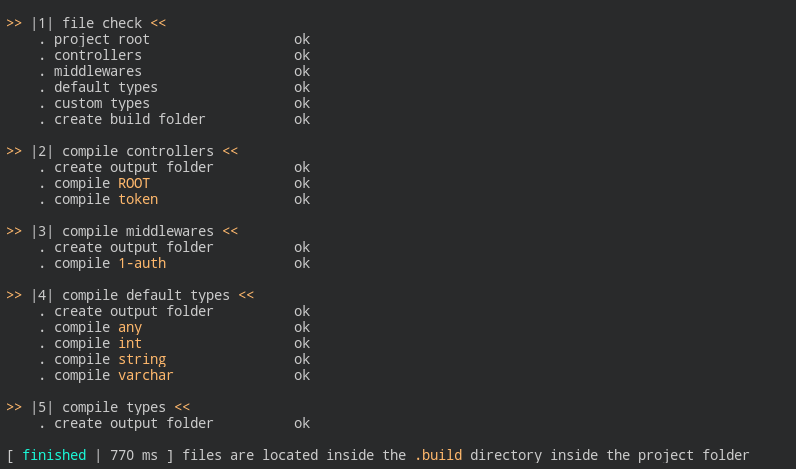 >> |1| file check <<
. project root ok
. controllers ok
. middlewares ok
. default types ok
. custom types ok
. create build folder ok
>> |2| compile controllers <<
. create output folder ok
. compile ROOT ok
. compile token ok
>> |3| compile middlewares <<
. create output folder ok
. compile 1-auth ok
>> |4| compile default types <<
. create output folder ok
. compile any ok
. compile int ok
. compile string ok
. compile varchar ok
>> |5| compile types <<
. create output folder ok
[ finished | 770 ms ] files are located inside the .build directory inside the project folder